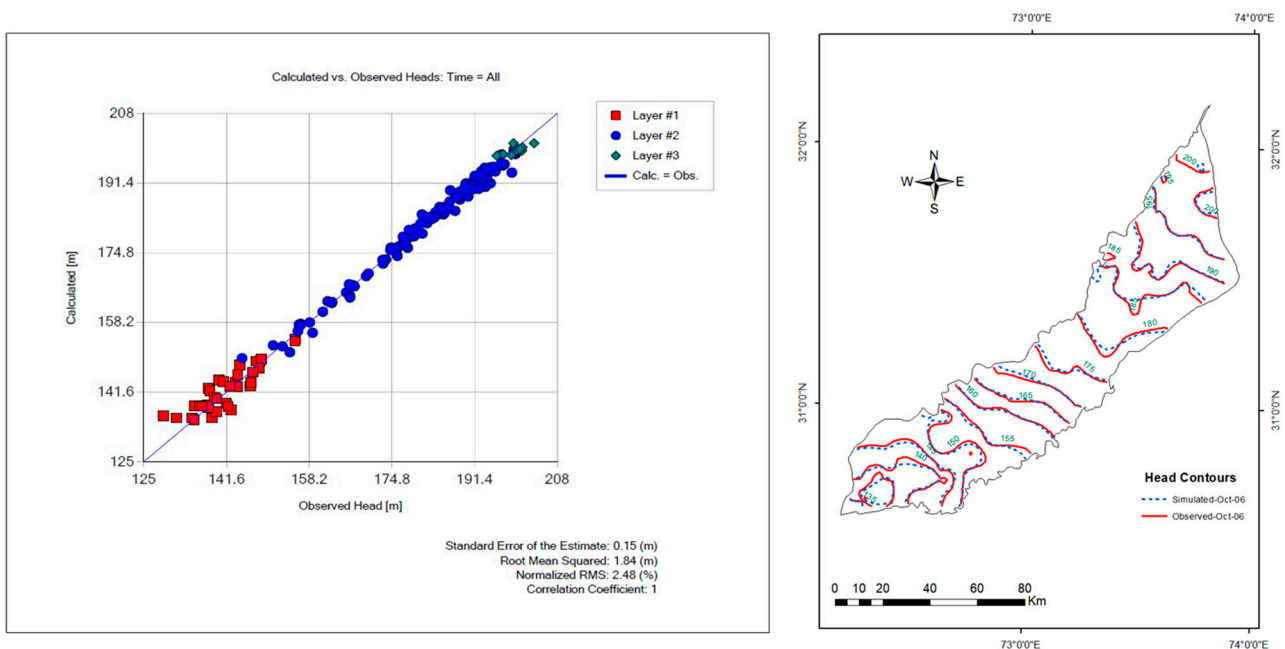 Calculated vs. Observed Heads: Time = All
208
191.4
174.8
158.2
141.6
125
Calculated [m]
125 141.6 158.2 174.8 191.4 208
Observed Head [m]
Layer #1
Layer #2
Layer #3
Calc. = Obs.
Standard Error of the Estimate: 0.15 (m)
Root Mean Squared: 1.84 (m)
Normalized RMS: 2.48 (%)
Correlation Coefficient: 1
73°0'0"E 74°0'0"E
32°0'0"N 32°0'0"N
N
W E
S
200
195
195
200
185
190
185
180
175
170
165
160
155
150
140
135
31°0'0"N 31°0'0"N
Head Contours
Simulated-Oct-06
Observed-Oct-06
0 10 20 40 60 80
Km
73°0'0"E 74°0'0"E